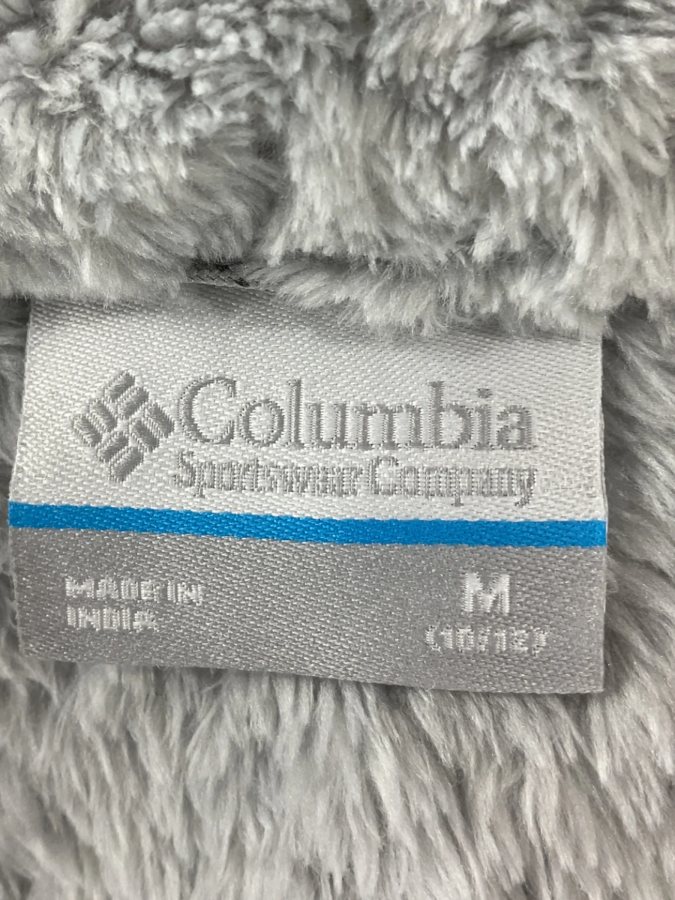 Columbia
Sportswear Company
MADE IN
INDIA
M
(10/12)